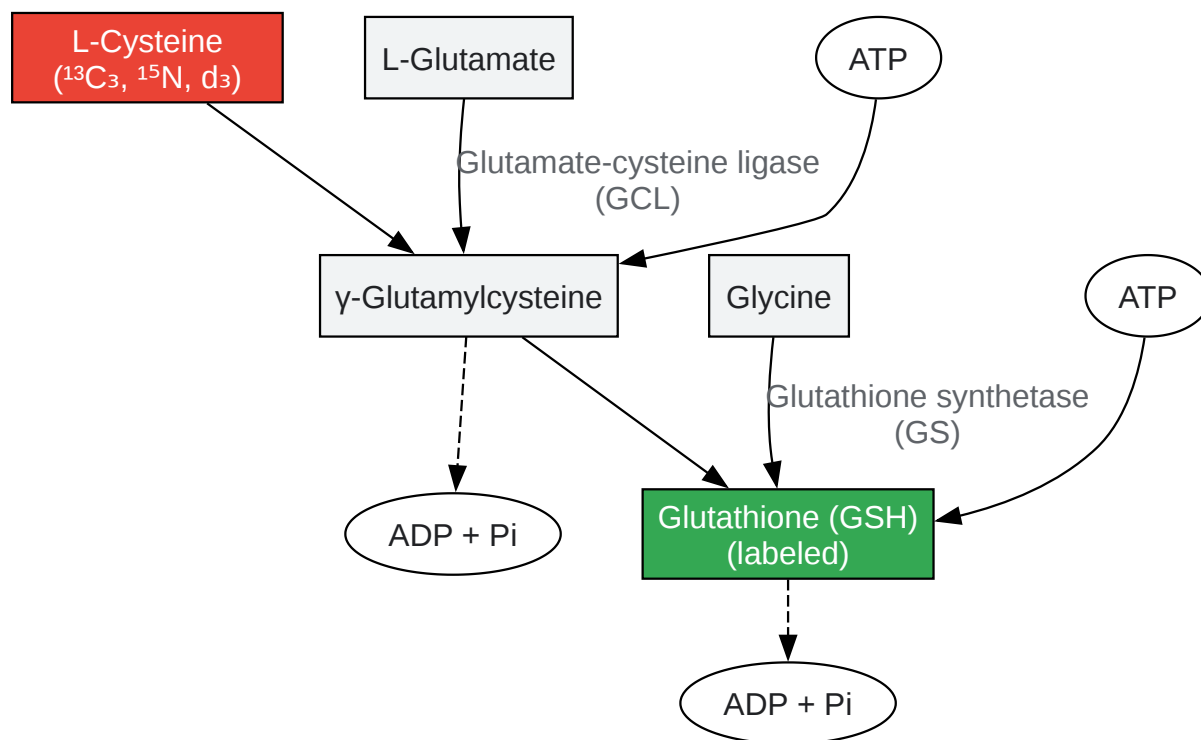 L-Cysteine
(¹³C₃, ¹⁵N, d₃)
L-Glutamate
ATP
Glutamate-cysteine ligase
(GCL)
γ-Glutamylcysteine
Glycine
ATP
Glutathione synthetase
(GS)
ADP + Pi
Glutathione (GSH)
(labeled)
ADP + Pi